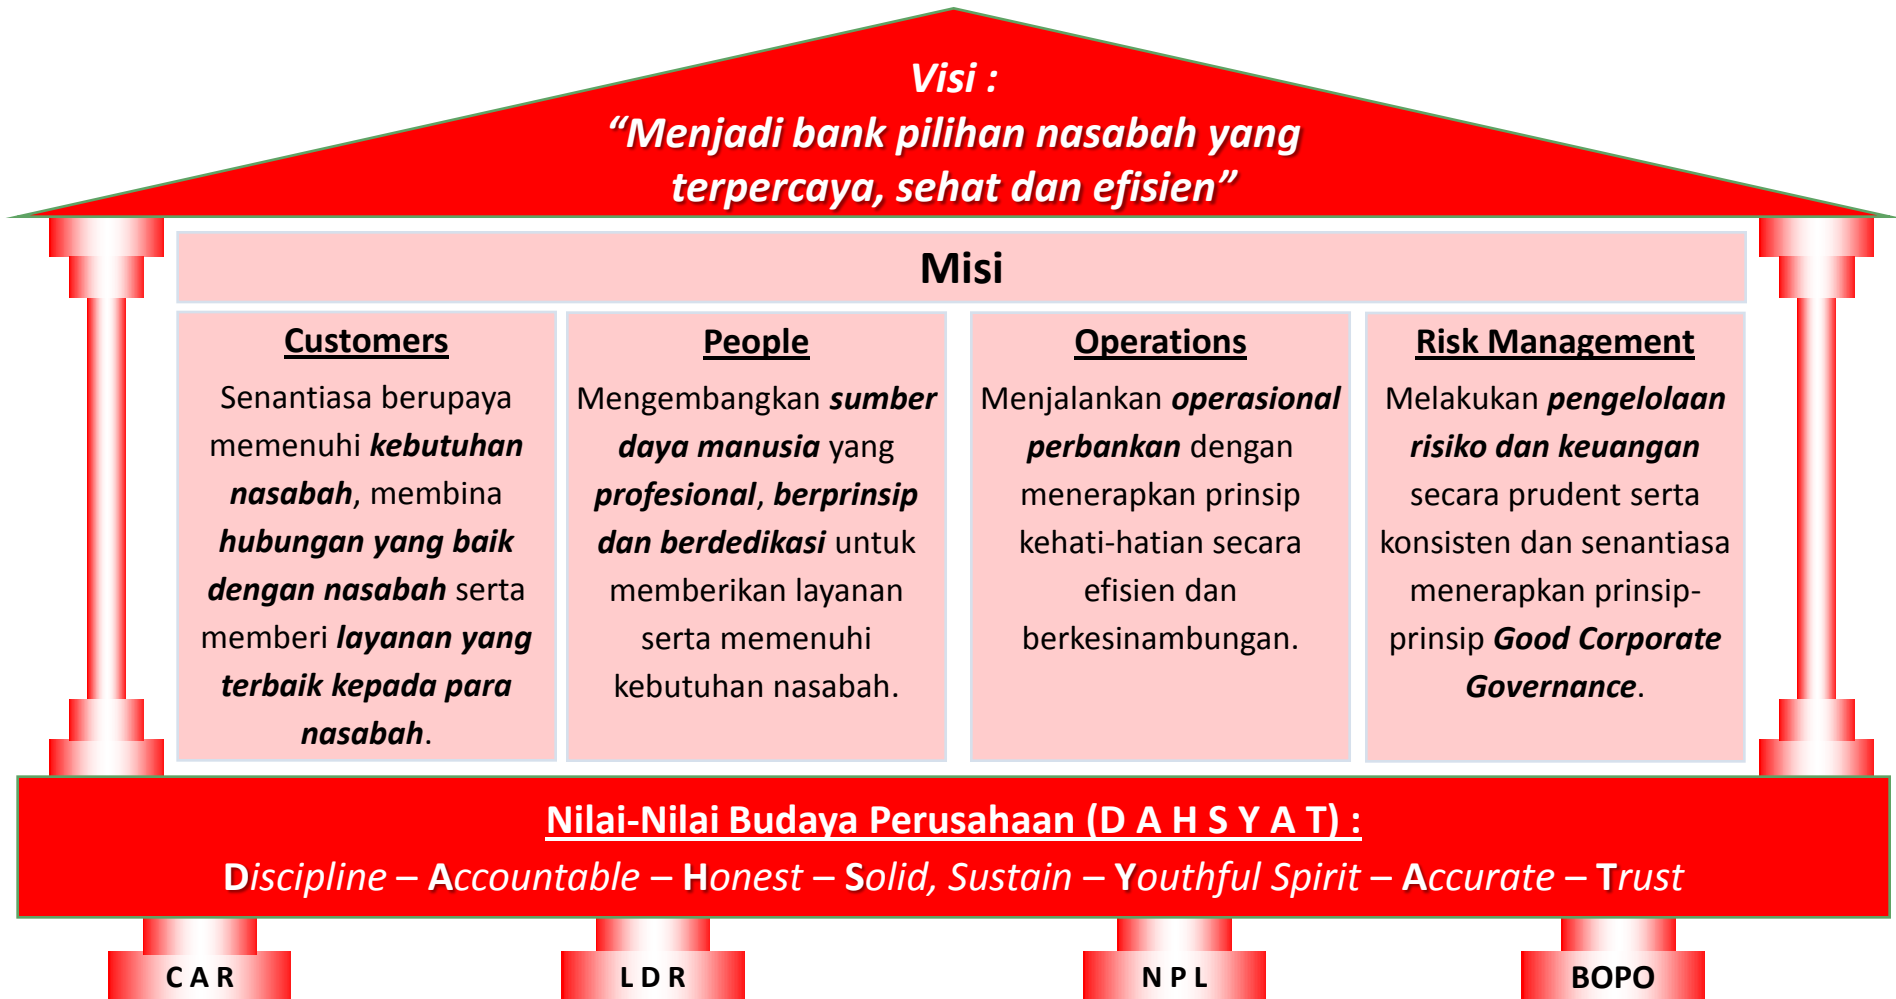 Visi :
“Menjadi bank pilihan nasabah yang
terpercaya, sehat dan efisien”
Misi
Customers
Senantiasa berupaya
memenuhi kebutuhan
nasabah, membina
hubungan yang baik
dengan nasabah serta
memberi layanan yang
terbaik kepada para
nasabah.
People
Mengembangkan sumber
daya manusia yang
profesional, berprinsip
dan berdedikasi untuk
memberikan layanan
serta memenuhi
kebutuhan nasabah.
Operations
Menjalankan operasional
perbankan dengan
menerapkan prinsip
kehati-hatian secara
efisien dan
berkesinambungan.
Risk Management
Melakukan pengelolaan
risiko dan keuangan
secara prudent serta
konsisten dan senantiasa
menerapkan prinsip-
prinsip Good Corporate
Governance.
Nilai-Nilai Budaya Perusahaan (D A H S Y A T) :
Discipline – Accountable – Honest – Solid, Sustain – Youthful Spirit – Accurate – Trust
C A R
L D R
N P L
BOPO